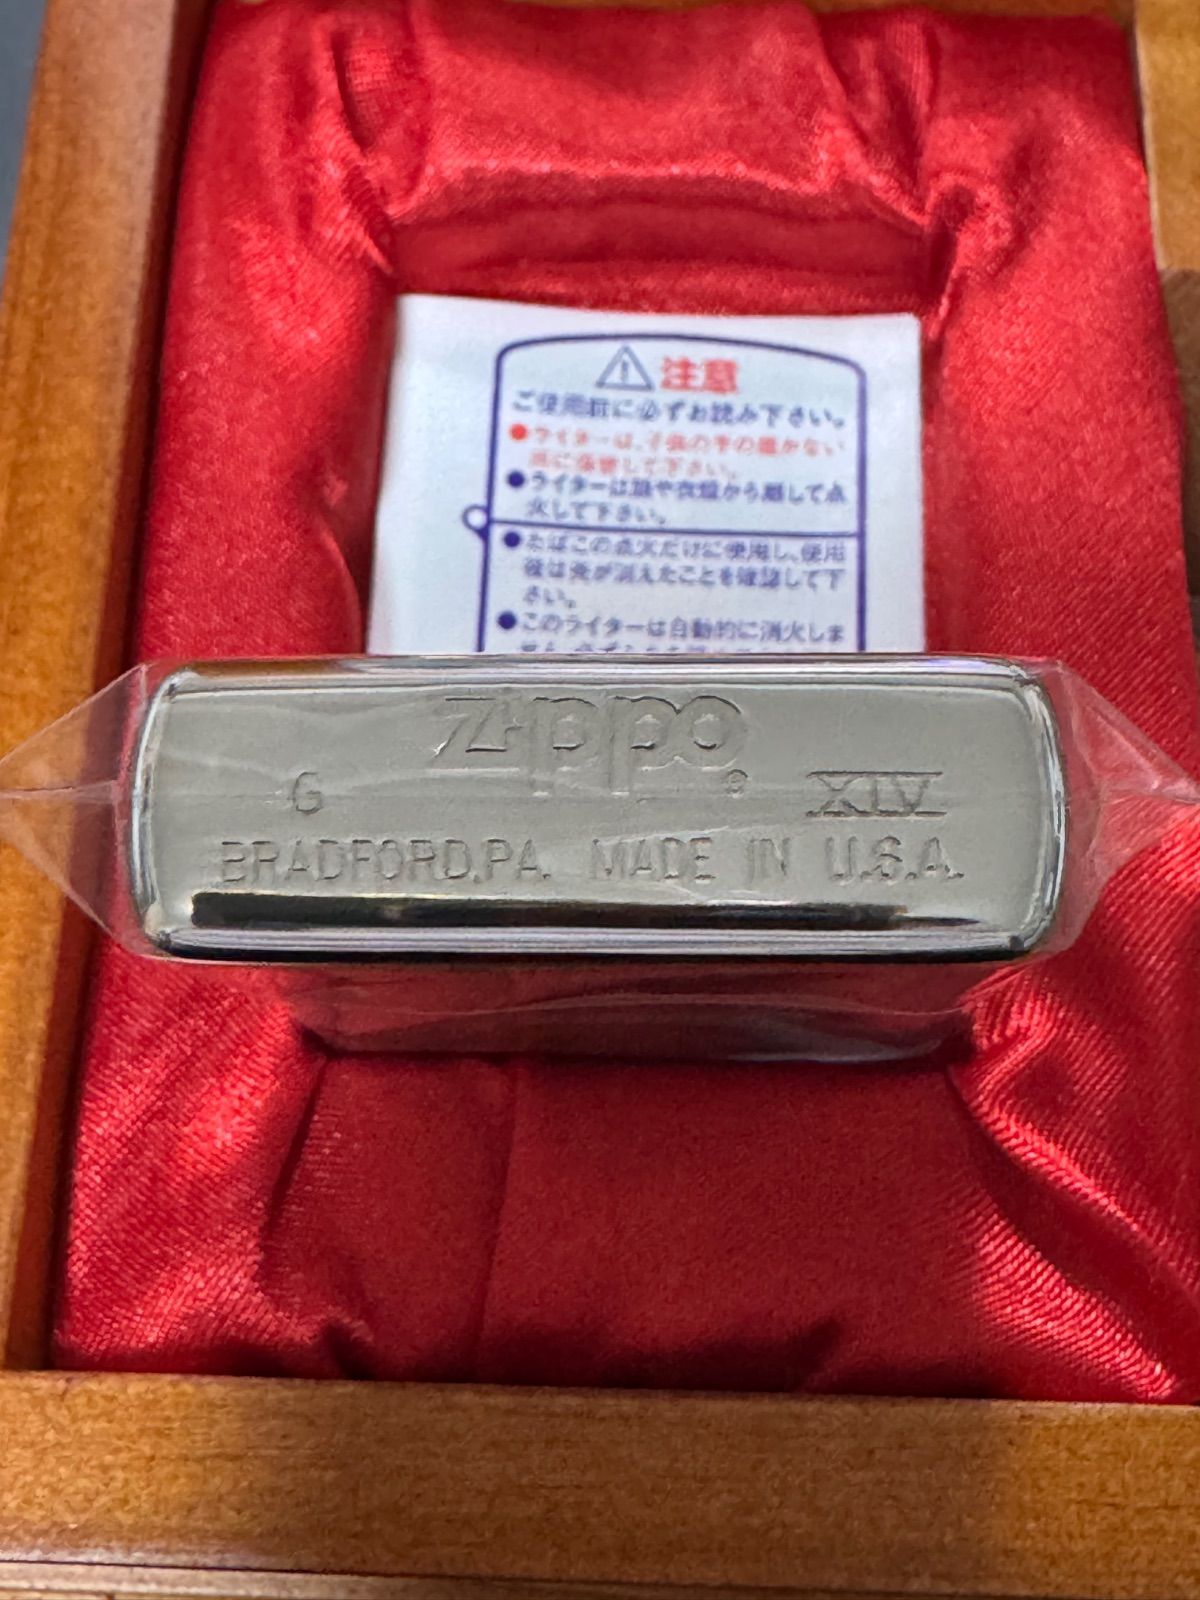 注意
ご使用前に必ずお読み下さい。
●ライターは、子供の手の届かない
所に保管して下さい。
●ライターは顔や衣服から離して点
火して下さい。
●たばこの点火だけに使用し、使用
後は炎が消えたことを確認して下
さい。
●このライターは自動的に消火しま
zippo®
G XIV
BRADFORD,PA. MADE IN U.S.A.